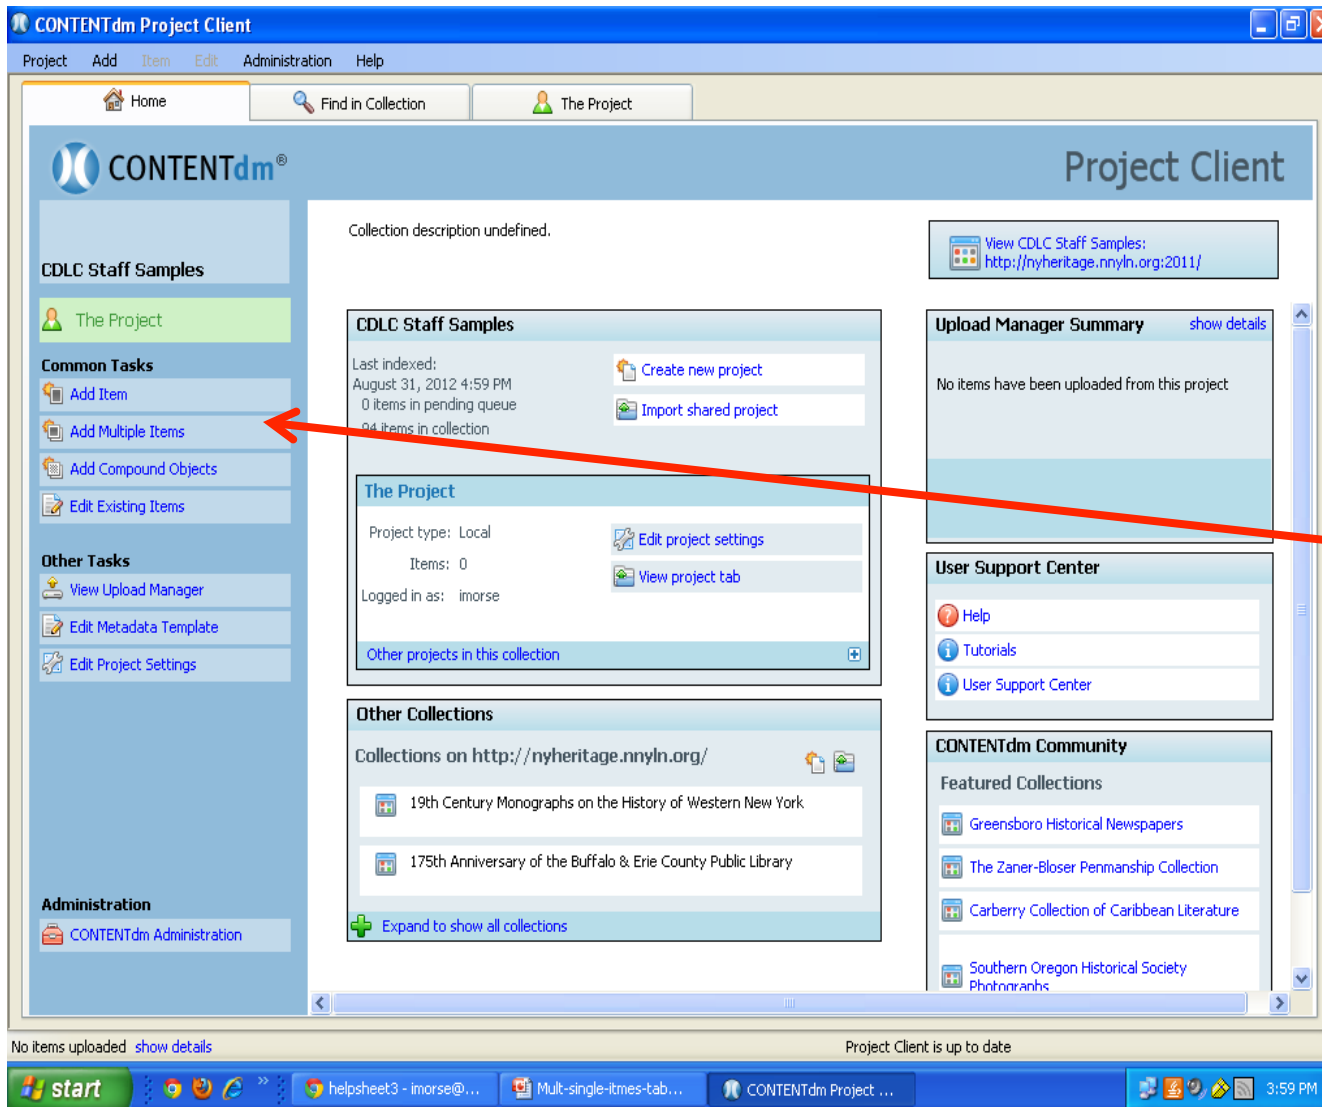 CONTENTdm Project Client
Project Add Item Edit Administration Help
Home Find in Collection The Project
CONTENTdm® Project Client
CDLC Staff Samples
The Project
Common Tasks
Add Item
Add Multiple Items
Add Compound Objects
Edit Existing Items
Other Tasks
View Upload Manager
Edit Metadata Template
Edit Project Settings
Administration
CONTENTdm Administration
Collection description undefined.
View CDLC Staff Samples:
http://nyheritage.nnyln.org:2011/
CDLC Staff Samples
Last indexed:
August 31, 2012 4:59 PM
0 items in pending queue
94 items in collection
Create new project
Import shared project
The Project
Project type: Local
Items: 0
Logged in as: imorse
Edit project settings
View project tab
Other projects in this collection
Other Collections
Collections on http://nyheritage.nnyln.org/
19th Century Monographs on the History of Western New York
175th Anniversary of the Buffalo & Erie County Public Library
Expand to show all collections
Upload Manager Summary show details
No items have been uploaded from this project
User Support Center
Help
Tutorials
User Support Center
CONTENTdm Community
Featured Collections
Greensboro Historical Newspapers
The Zaner-Bloser Penmanship Collection
Carberry Collection of Caribbean Literature
Southern Oregon Historical Society
Photographs
No items uploaded show details Project Client is up to date
start helpsheet3 - imorse@... Mult-single-itmes-tab... CONTENTdm Project ... 3:59 PM